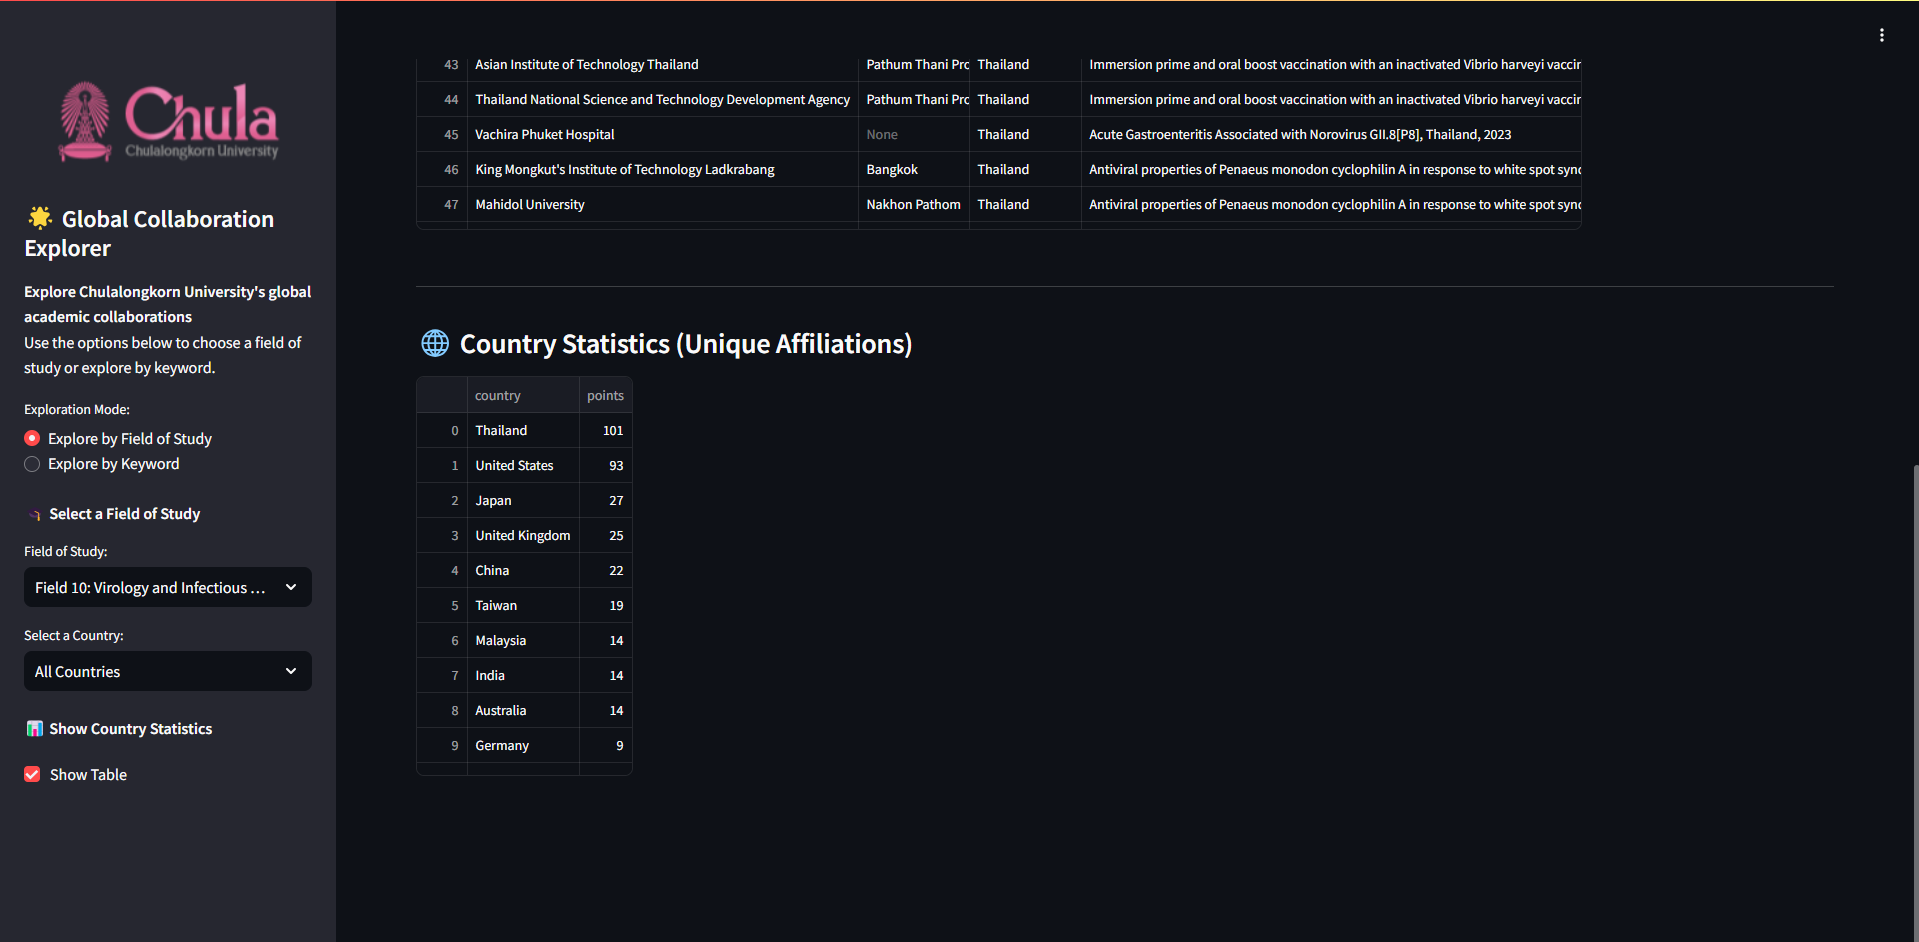 Chula
Chulalongkorn University
Global Collaboration
Explorer
Explore Chulalongkorn University's global
academic collaborations
Use the options below to choose a field of
study or explore by keyword.
Exploration Mode:
Explore by Field of Study
Explore by Keyword
Select a Field of Study
Field of Study:
Field 10: Virology and Infectious ...
Select a Country:
All Countries
Show Country Statistics
Show Table
43 Asian Institute of Technology Thailand Pathum Thani Pro Thailand Immersion prime and oral boost vaccination with an inactivated Vibrio harveyi vaccin
44 Thailand National Science and Technology Development Agency Pathum Thani Pro Thailand Immersion prime and oral boost vaccination with an inactivated Vibrio harveyi vaccin
45 Vachira Phuket Hospital None Thailand Acute Gastroenteritis Associated with Norovirus GII.8[P8], Thailand, 2023
46 King Mongkut's Institute of Technology Ladkrabang Bangkok Thailand Antiviral properties of Penaeus monodon cyclophilin A in response to white spot synd
47 Mahidol University Nakhon Pathom Thailand Antiviral properties of Penaeus monodon cyclophilin A in response to white spot synd
Country Statistics (Unique Affiliations)
country points
0 Thailand 101
1 United States 93
2 Japan 27
3 United Kingdom 25
4 China 22
5 Taiwan 19
6 Malaysia 14
7 India 14
8 Australia 14
9 Germany 9